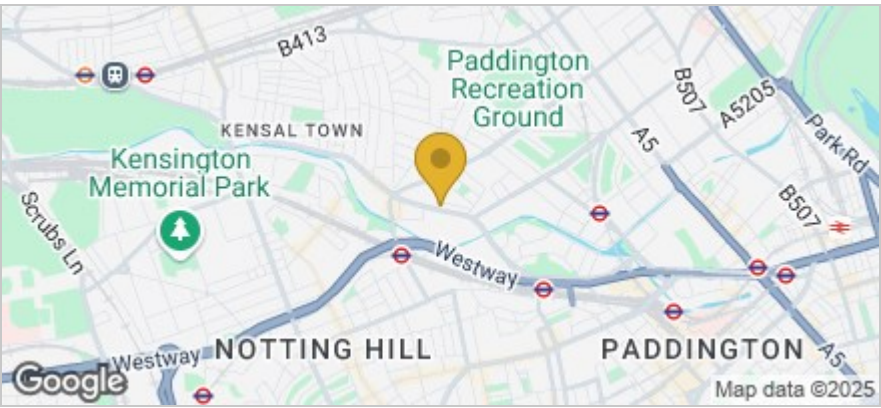 B413
Paddington
Recreation
Ground
B507
A5205
Park Rd
A5
KENSAL TOWN
Kensington
Memorial Park
B507
Scrubs Ln
Westway
NOTTING HILL
PADDINGTON
Westway
A5
Google
Map data ©2025